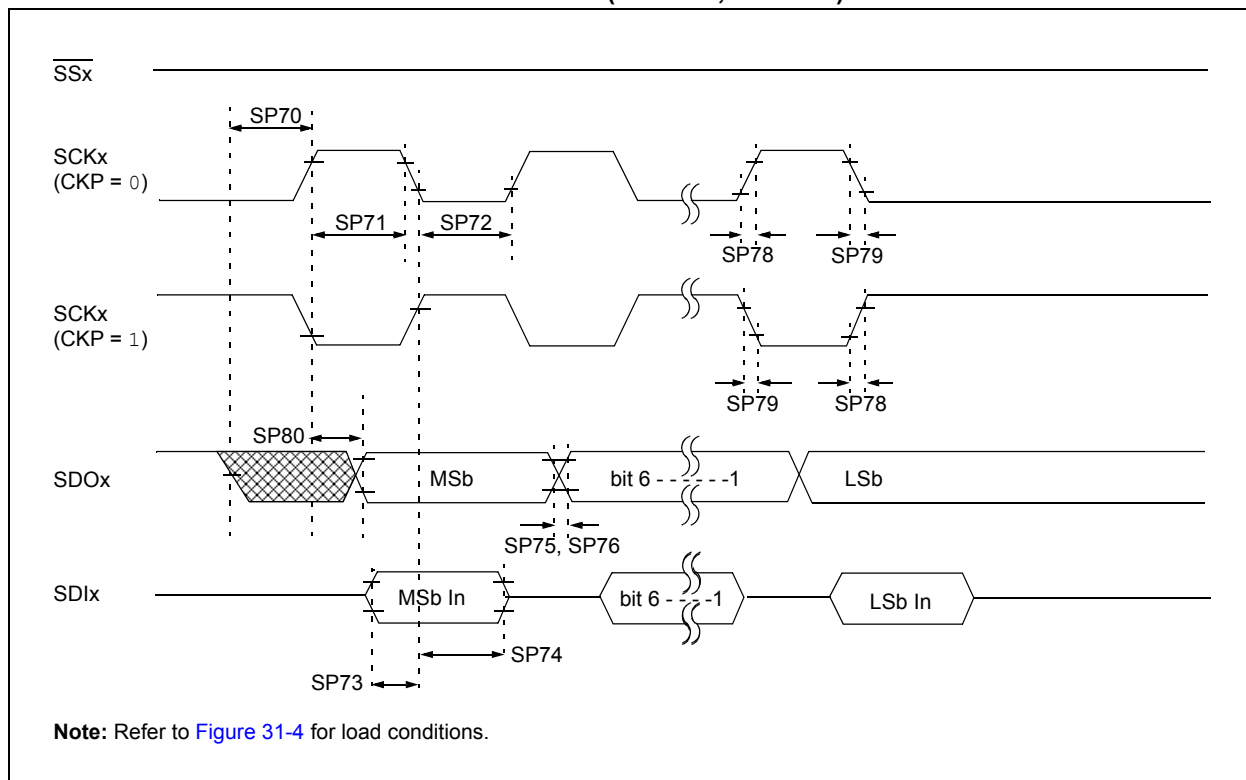 SSx
SP70
SCKx
(CKP = 0)
SP71
SP72
SP78
SP79
SCKx
(CKP = 1)
SP79
SP78
SP80
SDOx
MSb
bit 6 - - - - - -1
LSb
SP75, SP76
SDIx
MSb In
bit 6 - - - -1
LSb In
SP74
SP73
Note: Refer to Figure 31-4 for load conditions.